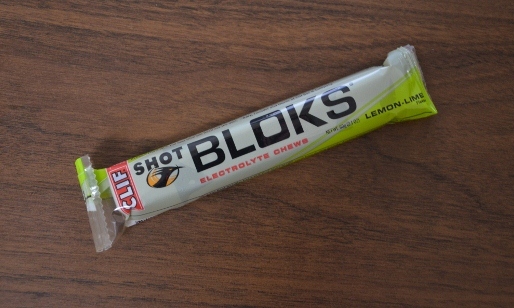 CLIF
SHOT
BLOKS
ELECTROLYTE CHEWS
LEMON-LIME